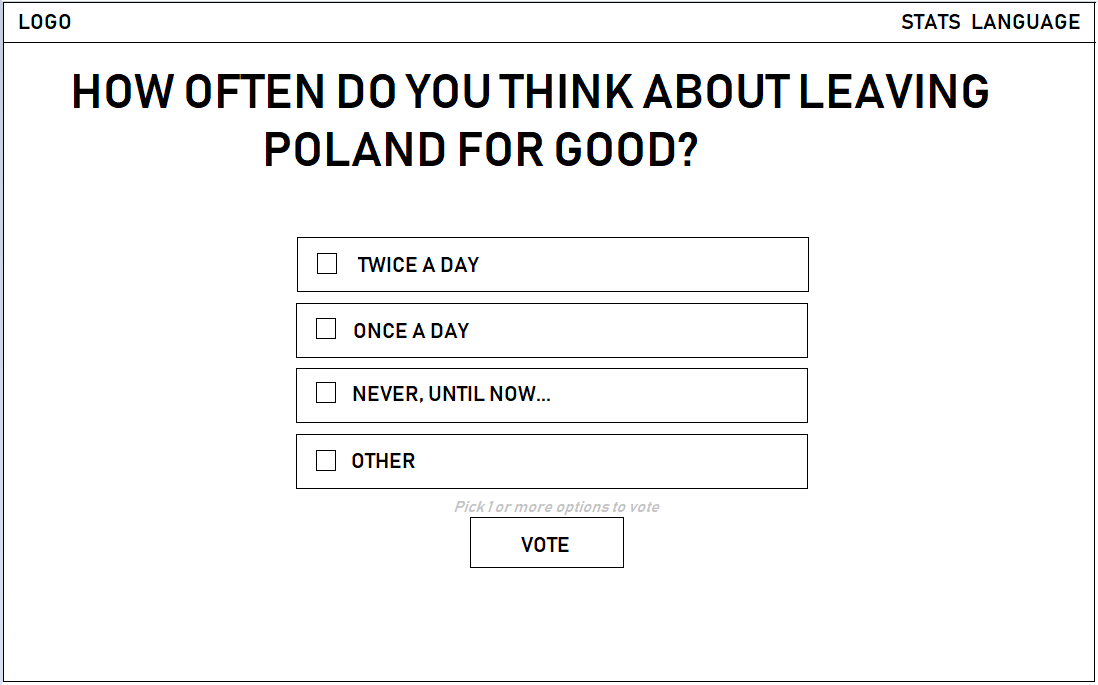 LOGO
STATS LANGUAGE
HOW OFTEN DO YOU THINK ABOUT LEAVING
POLAND FOR GOOD?
TWICE A DAY
ONCE A DAY
NEVER, UNTIL NOW...
OTHER
Pick 1 or more options to vote
VOTE